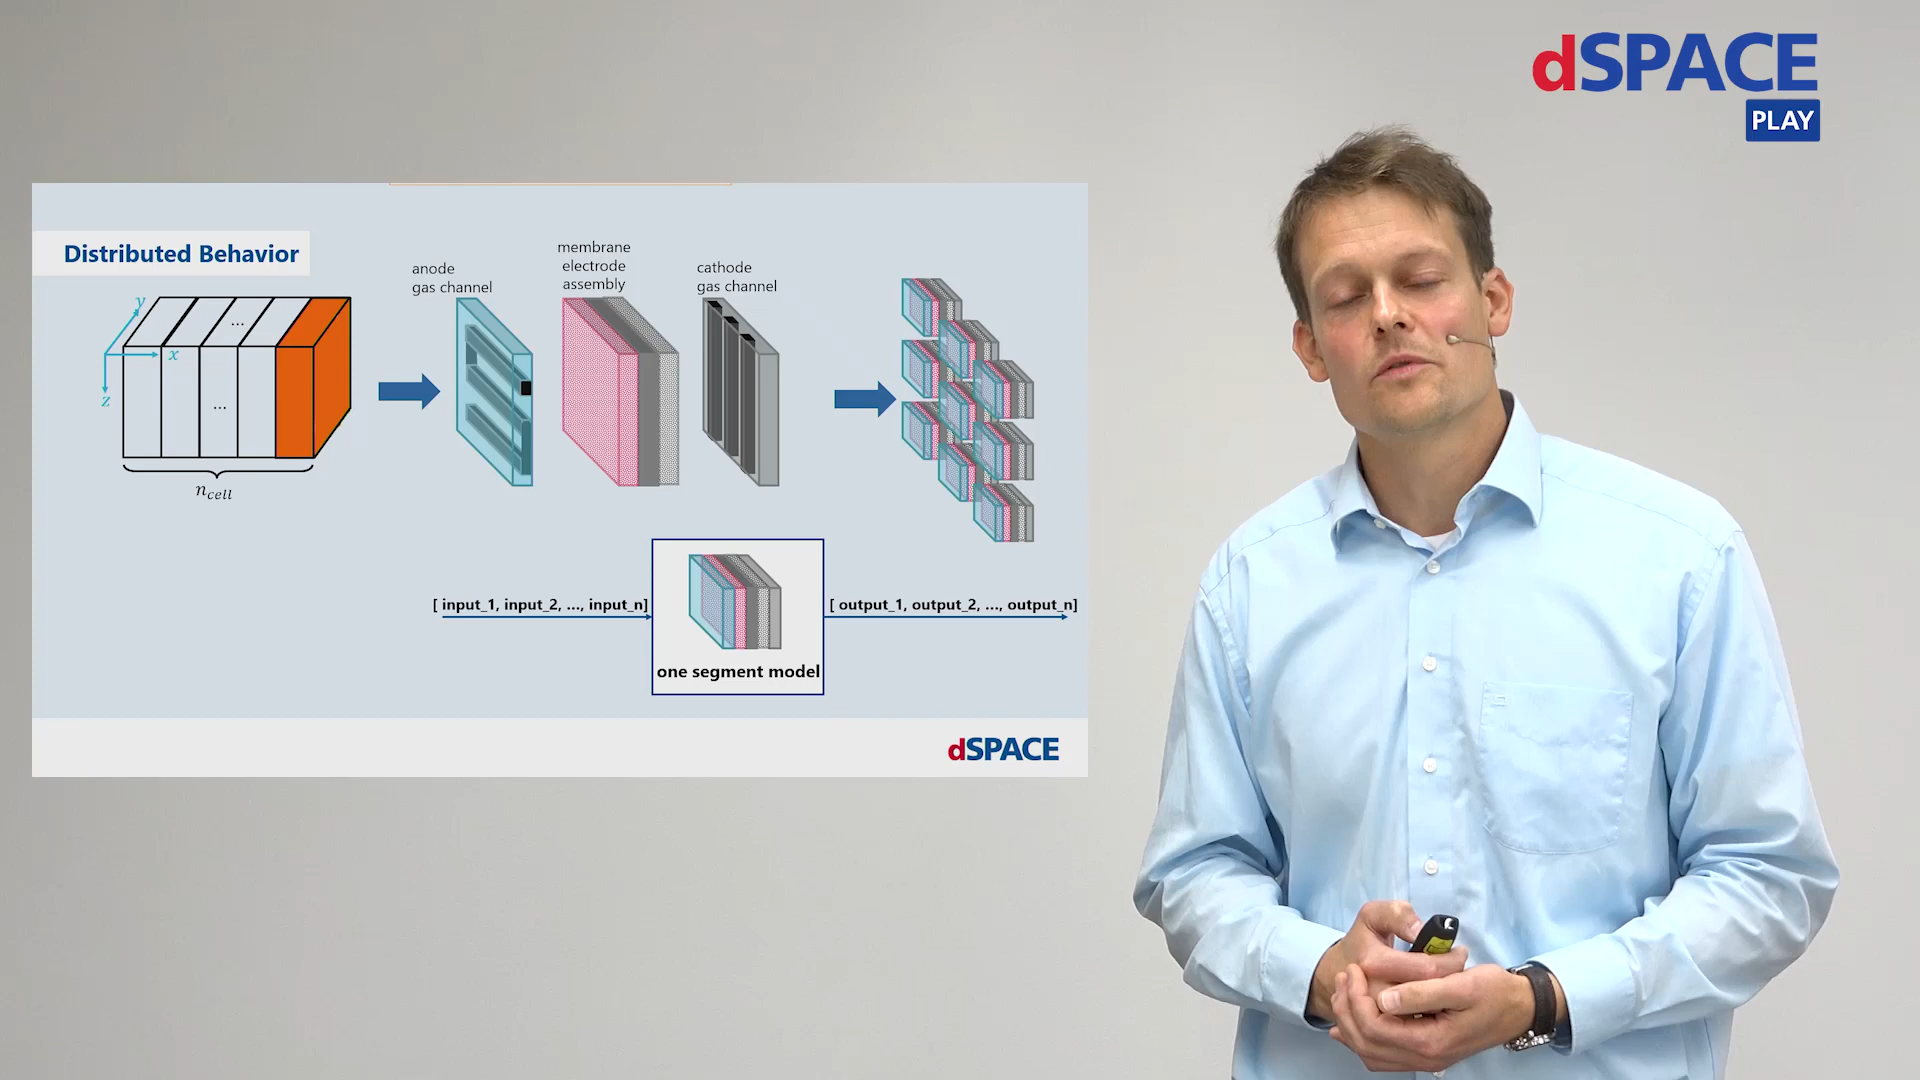 dSPACE
PLAY
Distributed Behavior
anode
gas channel
membrane
electrode
assembly
cathode
gas channel
y
x
z
...
...
n_cell
[ input_1, input_2, ..., input_n]
[ output_1, output_2, ..., output_n]
one segment model
dSPACE